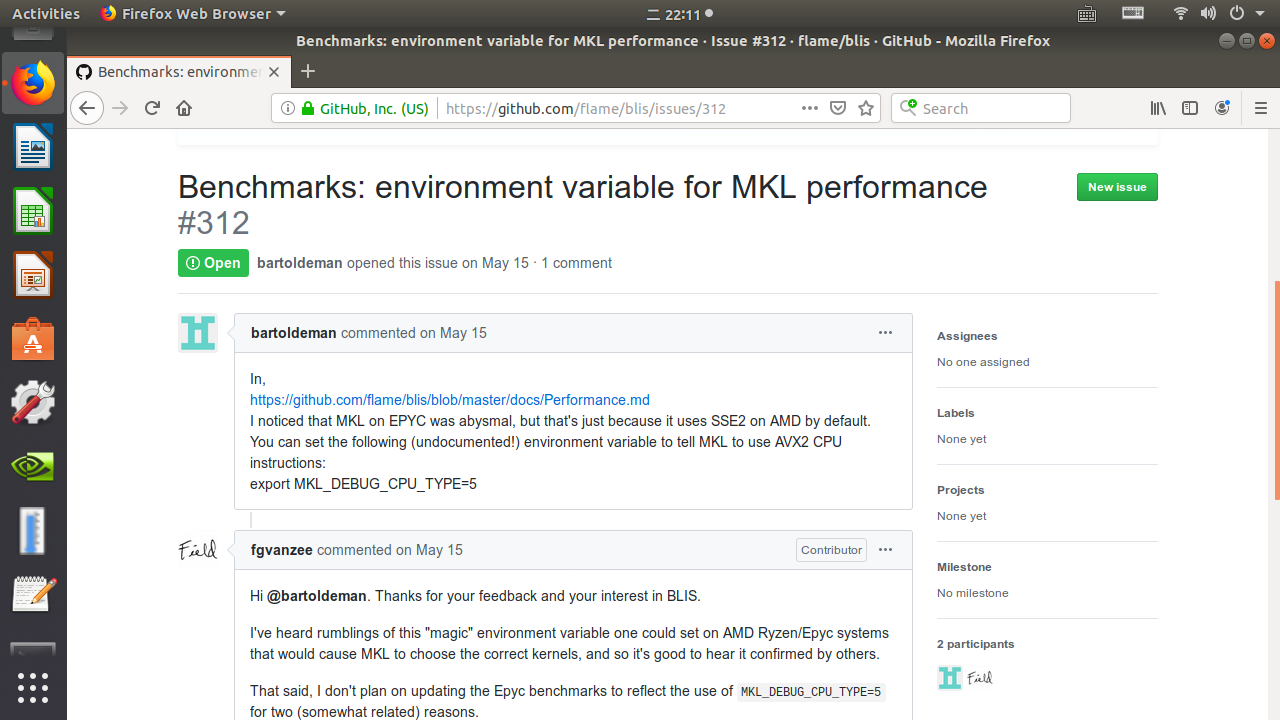 Activities
Firefox Web Browser
二 22:11
Benchmarks: environment variable for MKL performance · Issue #312 · flame/blis · GitHub - Mozilla Firefox
Benchmarks: environme
GitHub, Inc. (US)
https://github.com/flame/blis/issues/312
Search
Benchmarks: environment variable for MKL performance
#312
New issue
Open
bartoldeman opened this issue on May 15 · 1 comment
bartoldeman commented on May 15
In,
https://github.com/flame/blis/blob/master/docs/Performance.md
I noticed that MKL on EPYC was abysmal, but that's just because it uses SSE2 on AMD by default.
You can set the following (undocumented!) environment variable to tell MKL to use AVX2 CPU
instructions:
export MKL_DEBUG_CPU_TYPE=5
Field
fgvanzee commented on May 15
Contributor
Hi @bartoldeman. Thanks for your feedback and your interest in BLIS.
I've heard rumblings of this "magic" environment variable one could set on AMD Ryzen/Epyc systems
that would cause MKL to choose the correct kernels, and so it's good to hear it confirmed by others.
That said, I don't plan on updating the Epyc benchmarks to reflect the use of MKL_DEBUG_CPU_TYPE=5
for two (somewhat related) reasons.
Assignees
No one assigned
Labels
None yet
Projects
None yet
Milestone
No milestone
2 participants
Field